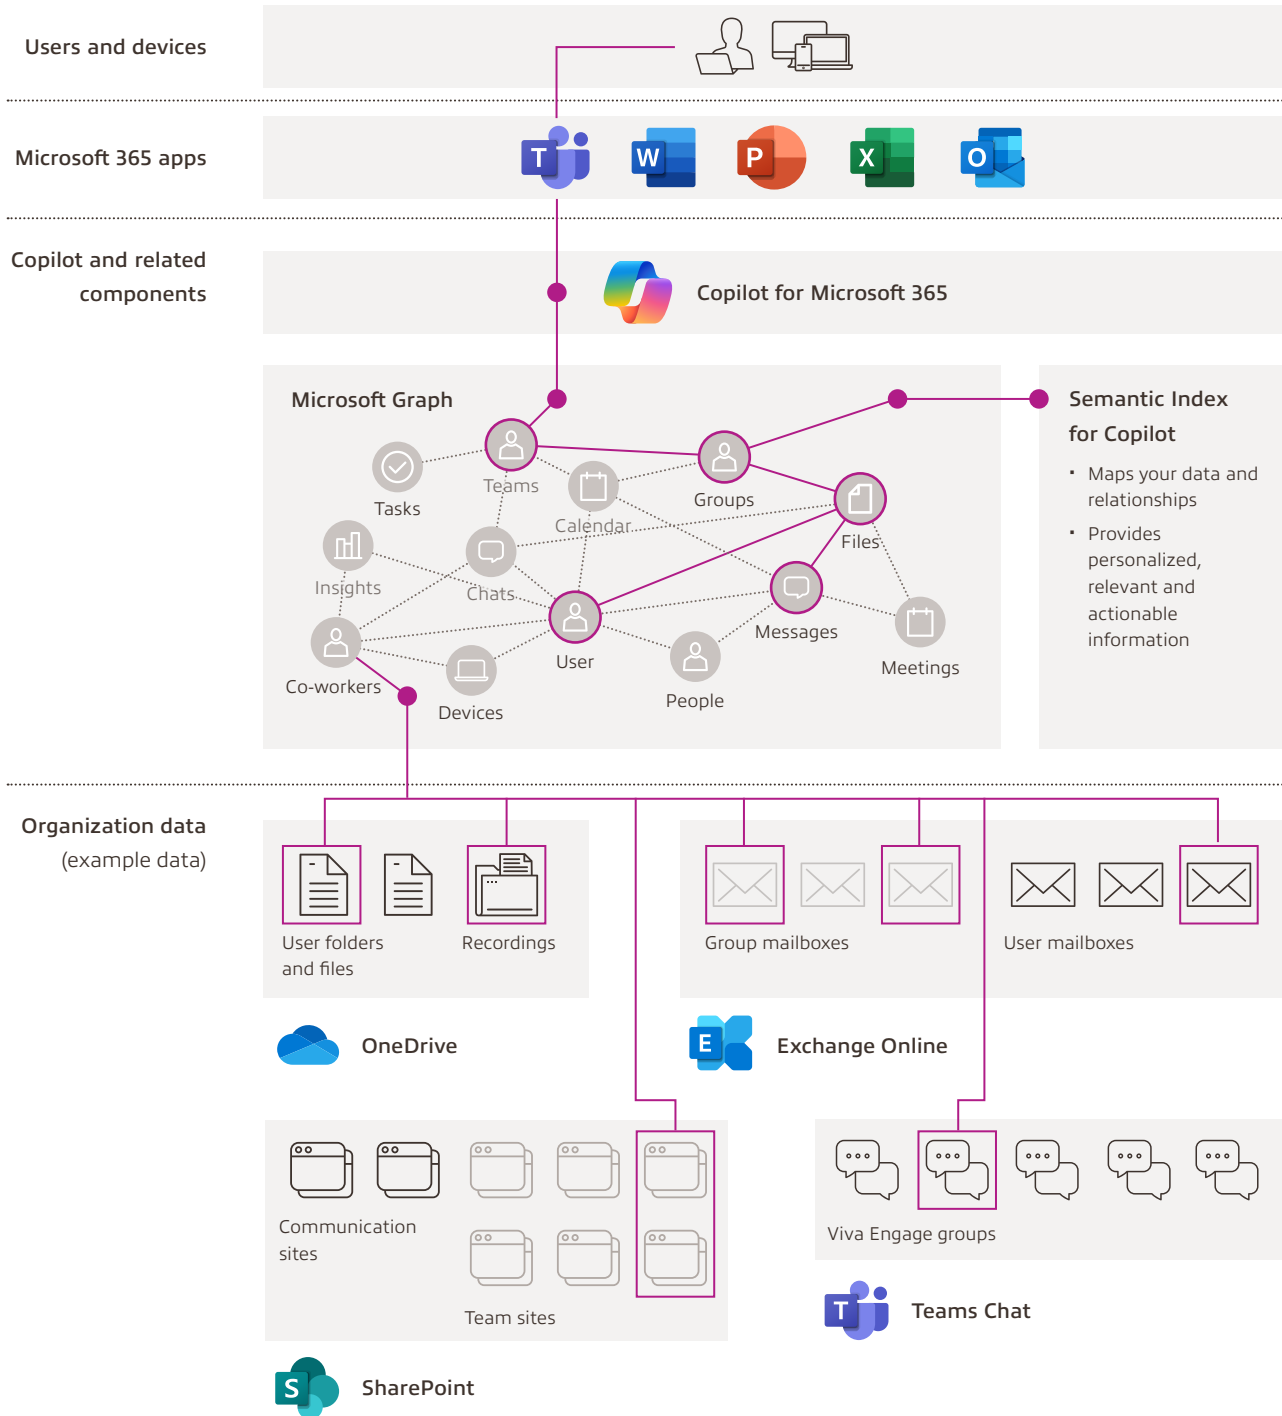 Users and devices
Microsoft 365 apps
T
W
P
X
O
Copilot and related
components
Copilot for Microsoft 365
Microsoft Graph
Tasks
Teams
Calendar
Groups
Files
Insights
Chats
Messages
Meetings
Co-workers
User
Devices
People
Semantic Index
for Copilot
• Maps your data and
relationships
• Provides
personalized,
relevant and
actionable
information
Organization data
(example data)
User folders
and files
Recordings
Group mailboxes
User mailboxes
OneDrive
E
Exchange Online
Communication
sites
Team sites
S
SharePoint
Viva Engage groups
T
Teams Chat